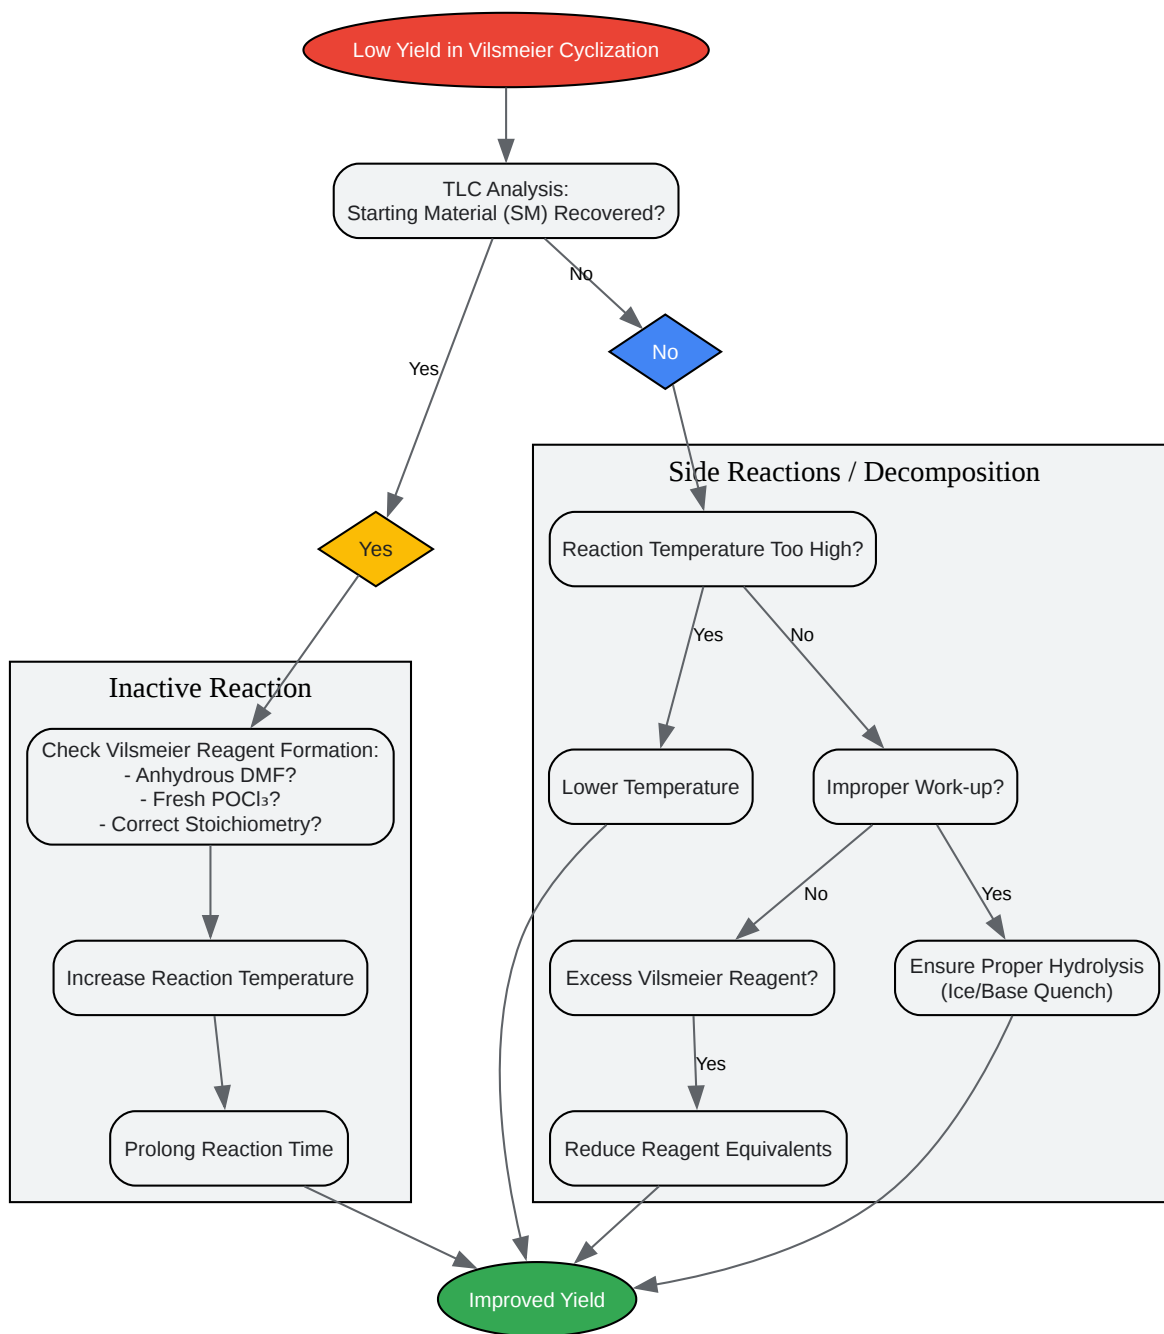 Low Yield in Vilsmeier Cyclization
TLC Analysis:
Starting Material (SM) Recovered?
No
No
Yes
Side Reactions / Decomposition
Yes
Reaction Temperature Too High?
Yes
No
Inactive Reaction
Check Vilsmeier Reagent Formation:
- Anhydrous DMF?
- Fresh POCl₃?
- Correct Stoichiometry?
Lower Temperature
Improper Work-up?
No
Yes
Increase Reaction Temperature
Excess Vilsmeier Reagent?
Ensure Proper Hydrolysis
(Ice/Base Quench)
Yes
Prolong Reaction Time
Reduce Reagent Equivalents
Improved Yield